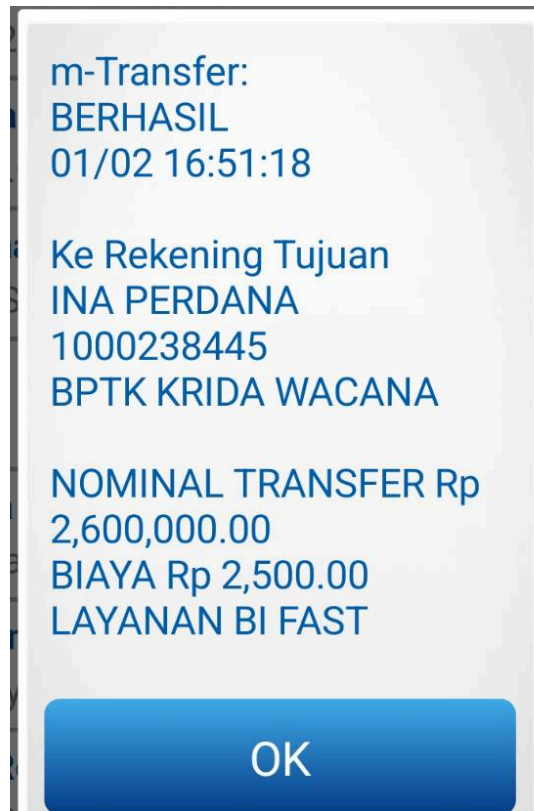 m-Transfer:
BERHASIL
01/02 16:51:18
Ke Rekening Tujuan
INA PERDANA
1000238445
BPTK KRIDA WACANA
NOMINAL TRANSFER Rp
2,600,000.00
BIAYA Rp 2,500.00
LAYANAN BI FAST
OK